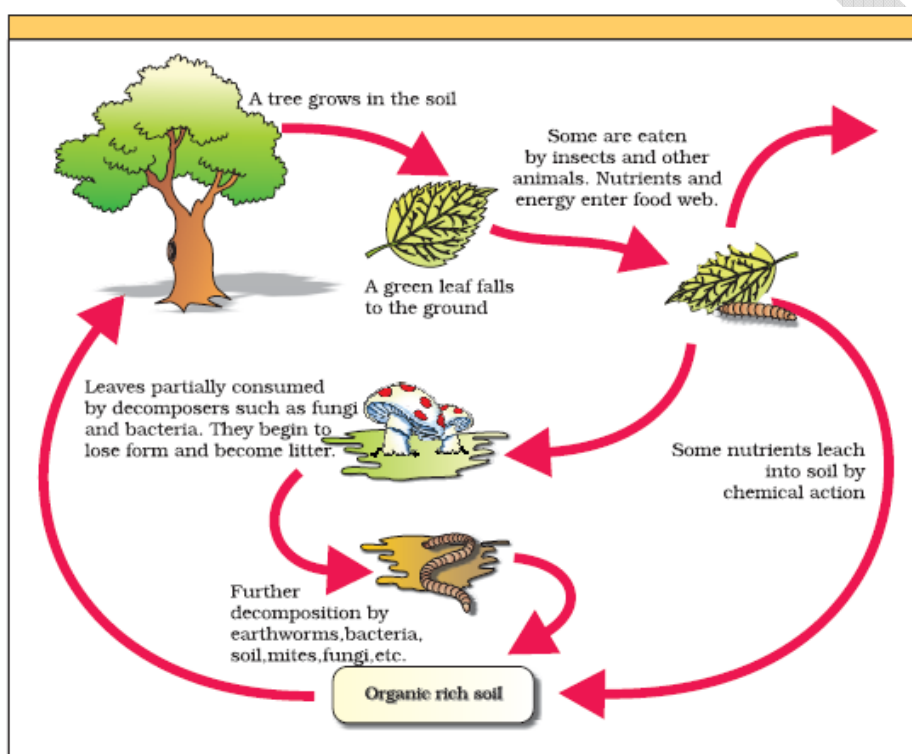 A tree grows in the soil
Some are eaten
by insects and other
animals. Nutrients and
energy enter food web.
A green leaf falls
to the ground
Leaves partially consumed
by decomposers such as fungi
and bacteria. They begin to
lose form and become litter.
Some nutrients leach
into soil by
chemical action
Further
decomposition by
earthworms,bacteria,
soil,mites,fungi,etc.
Organic rich soil